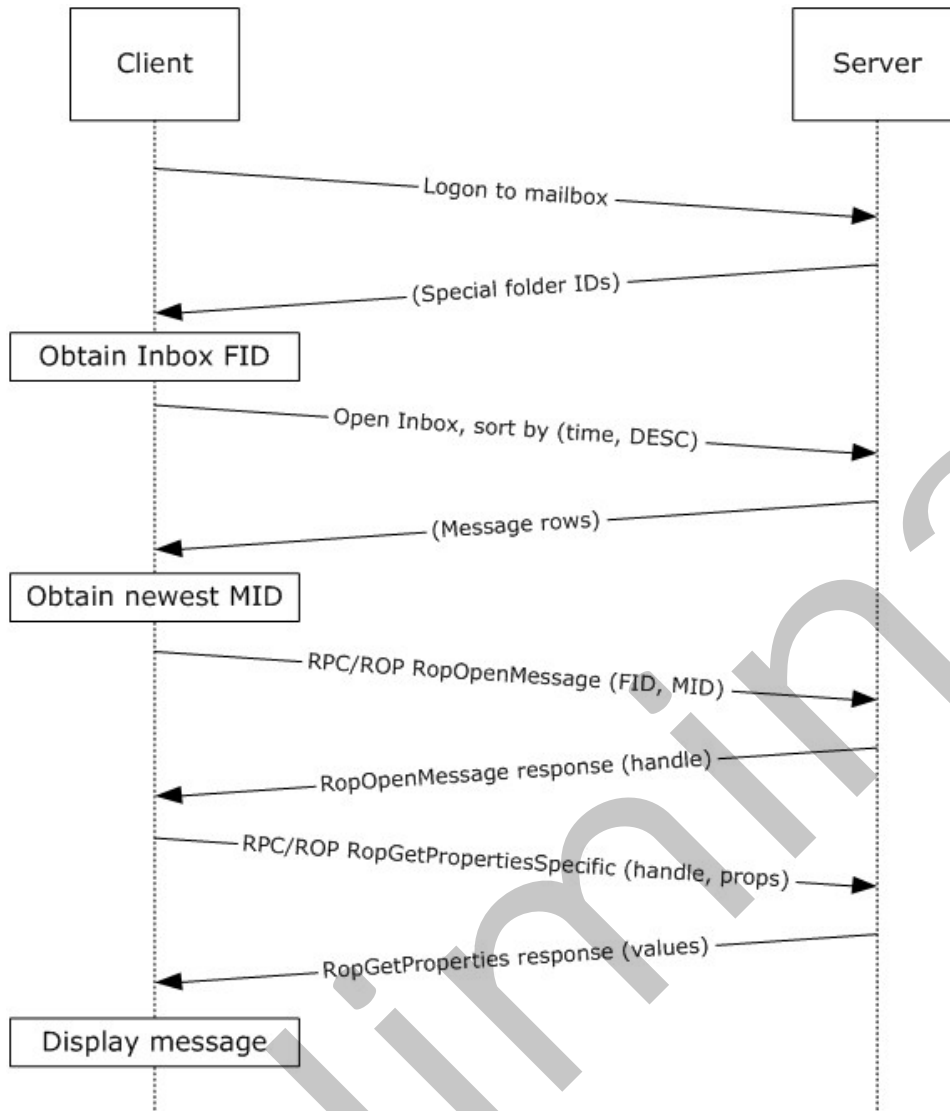 Client
Server
Logon to mailbox
(Special folder IDs)
Obtain Inbox FID
Open Inbox, sort by (time, DESC)
(Message rows)
Obtain newest MID
RPC/ROP RopOpenMessage (FID, MID)
RopOpenMessage response (handle)
RPC/ROP RopGetPropertiesSpecific (handle, props)
RopGetProperties response (values)
Display message